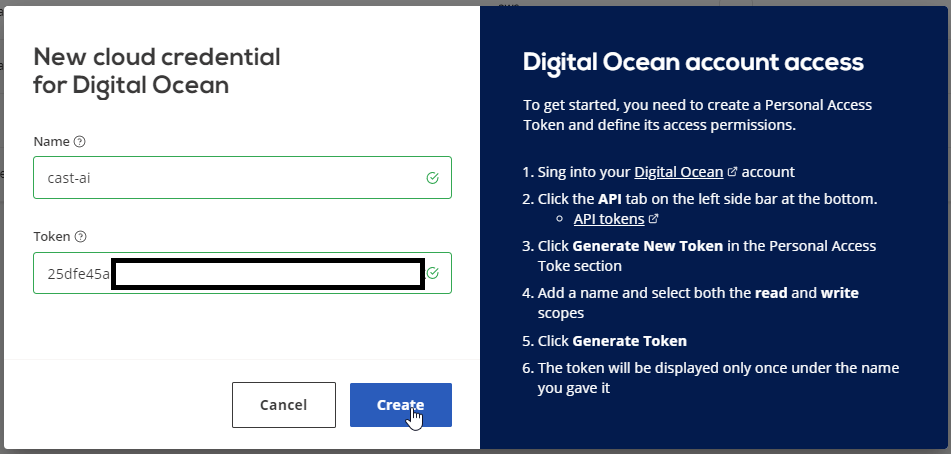 New cloud credential
for Digital Ocean
Name
cast-ai
Token
25dfe45a
Cancel
Create
Digital Ocean account access
To get started, you need to create a Personal Access
Token and define its access permissions.
1. Sing into your Digital Ocean account
2. Click the API tab on the left side bar at the bottom.
API tokens
3. Click Generate New Token in the Personal Access
Toke section
4. Add a name and select both the read and write
scopes
5. Click Generate Token
6. The token will be displayed only once under the name
you gave it